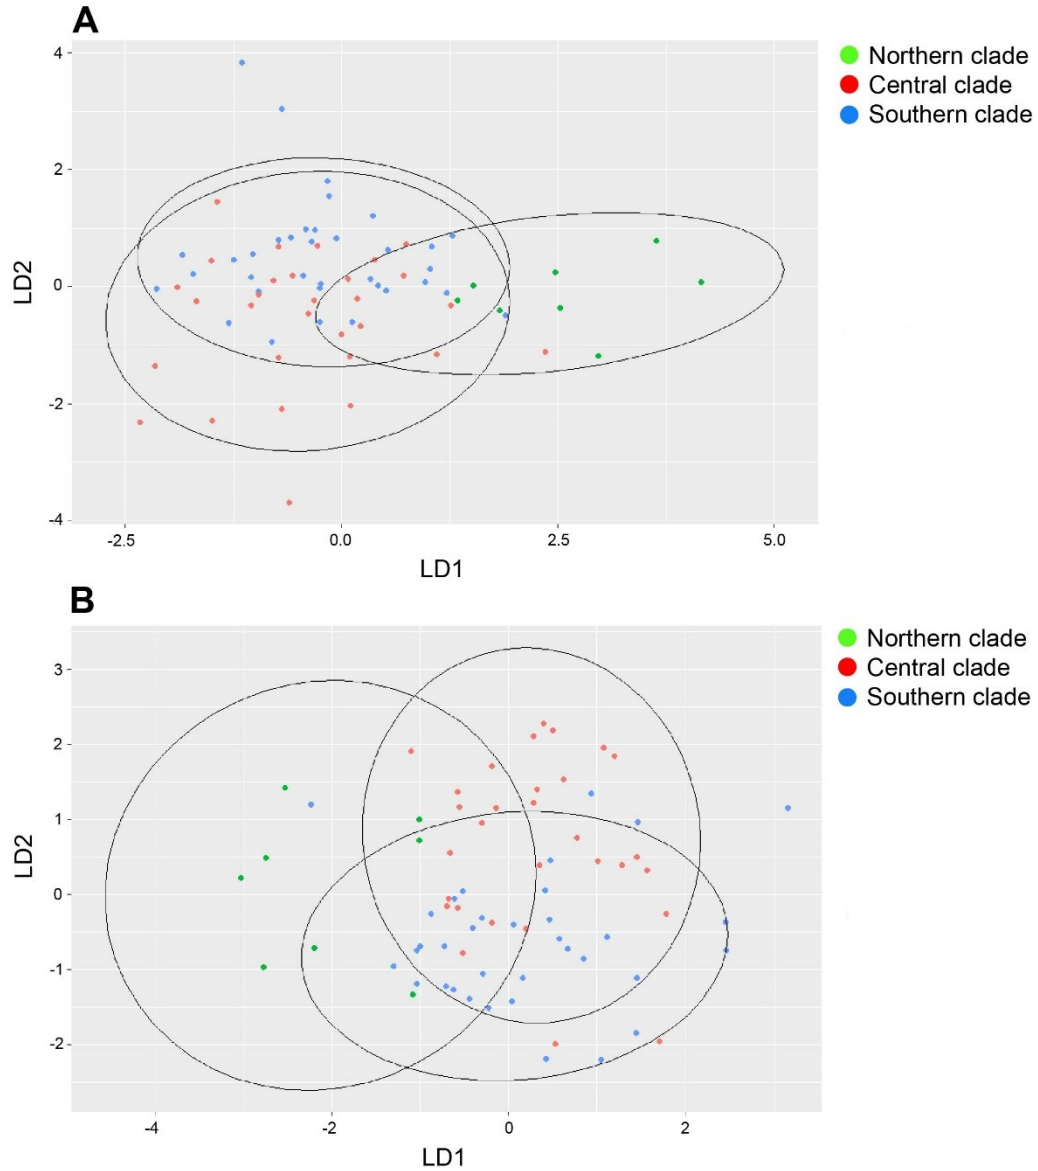 A
Northern clade
Central clade
Southern clade
4
2
0
-2
-4
LD2
-2.5 0.0 2.5 5.0
LD1
B
Northern clade
Central clade
Southern clade
3
2
1
0
-1
-2
LD2
-4 -2 0 2
LD1